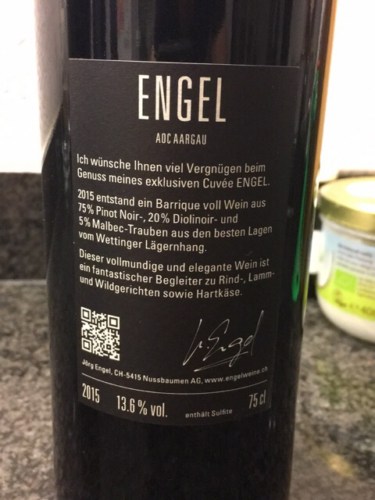 ENGEL
AOC AARGAU
Ich wünsche Ihnen viel Vergnügen beim
Genuss meines exklusiven Cuvée ENGEL.
2015 entstand ein Barrique voll Wein aus
75% Pinot Noir-, 20% Diolinoir- und
5% Malbec-Trauben aus den besten Lagen
vom Wettinger Lägernhang.
Dieser vollmundige und elegante Wein ist
ein fantastischer Begleiter zu Rind-, Lamm-
und Wildgerichten sowie Hartkäse.
Engel
Jörg Engel, CH-5415 Nussbaumen AG, www.engelweine.ch
2015 13.6% vol. enthält Sulfite 75 cl